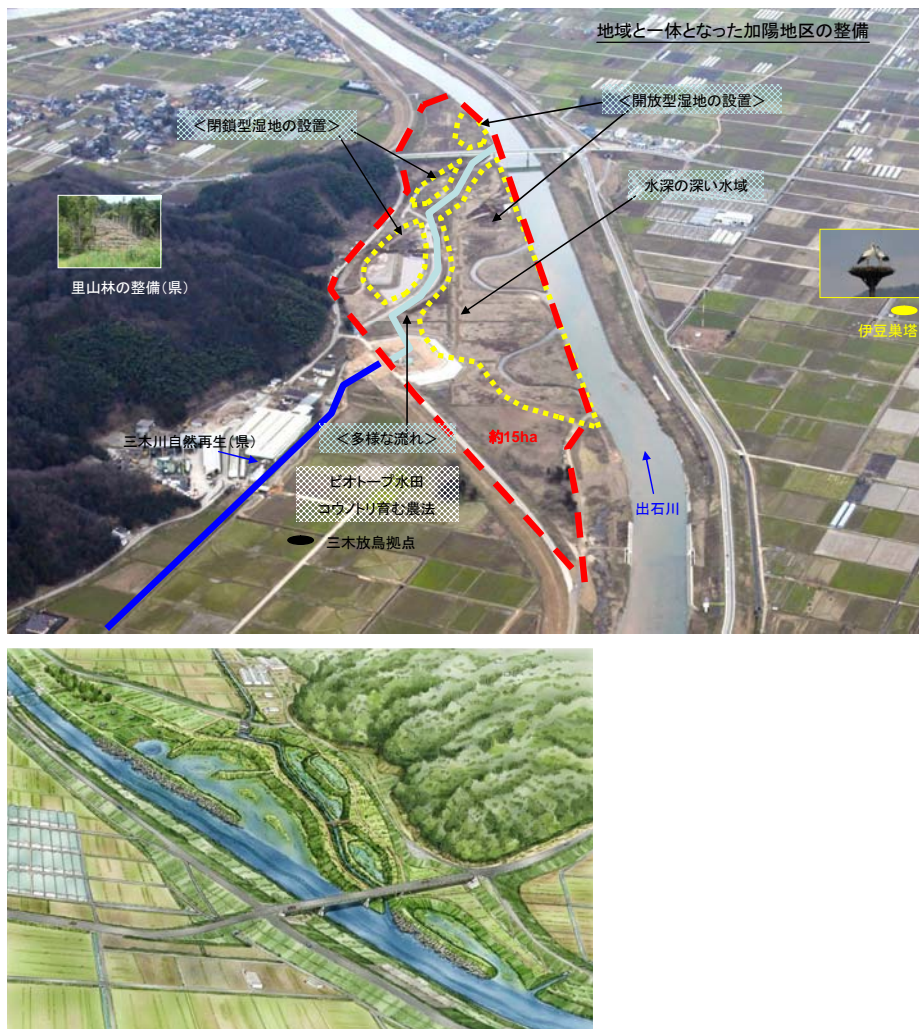 地域と一体となった加陽地区の整備
＜閉鎖型湿地の設置＞
＜開放型湿地の設置＞
水深の深い水域
里山林の整備（県）
伊豆巣塔
三木川自然再生（県）
＜多様な流れ＞
約15ha
ビオトープ水田
コウノトリ育む農法
出石川
三木放鳥拠点